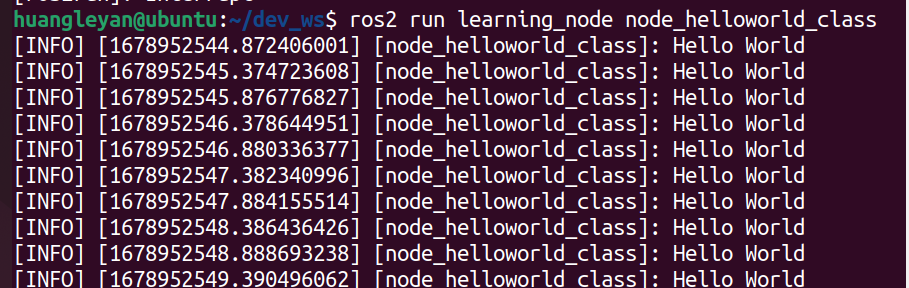 huangleyan@ubuntu:~/dev_ws$ ros2 run learning_node node_helloworld_class
[INFO] [1678952544.872406001] [node_helloworld_class]: Hello World
[INFO] [1678952545.374723608] [node_helloworld_class]: Hello World
[INFO] [1678952545.876776827] [node_helloworld_class]: Hello World
[INFO] [1678952546.378644951] [node_helloworld_class]: Hello World
[INFO] [1678952546.880336377] [node_helloworld_class]: Hello World
[INFO] [1678952547.382340996] [node_helloworld_class]: Hello World
[INFO] [1678952547.884155514] [node_helloworld_class]: Hello World
[INFO] [1678952548.386436426] [node_helloworld_class]: Hello World
[INFO] [1678952548.888693238] [node_helloworld_class]: Hello World
[INFO] [1678952549.390496062] [node_helloworld_class]: Hello World